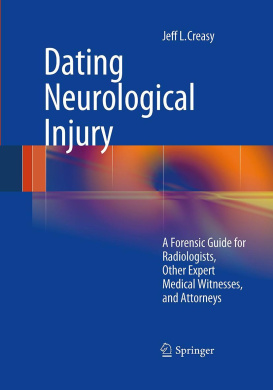 Jeff L. Creasy
Dating
Neurological
Injury
A Forensic Guide for
Radiologists,
Other Expert
Medical Witnesses,
and Attorneys
Springer